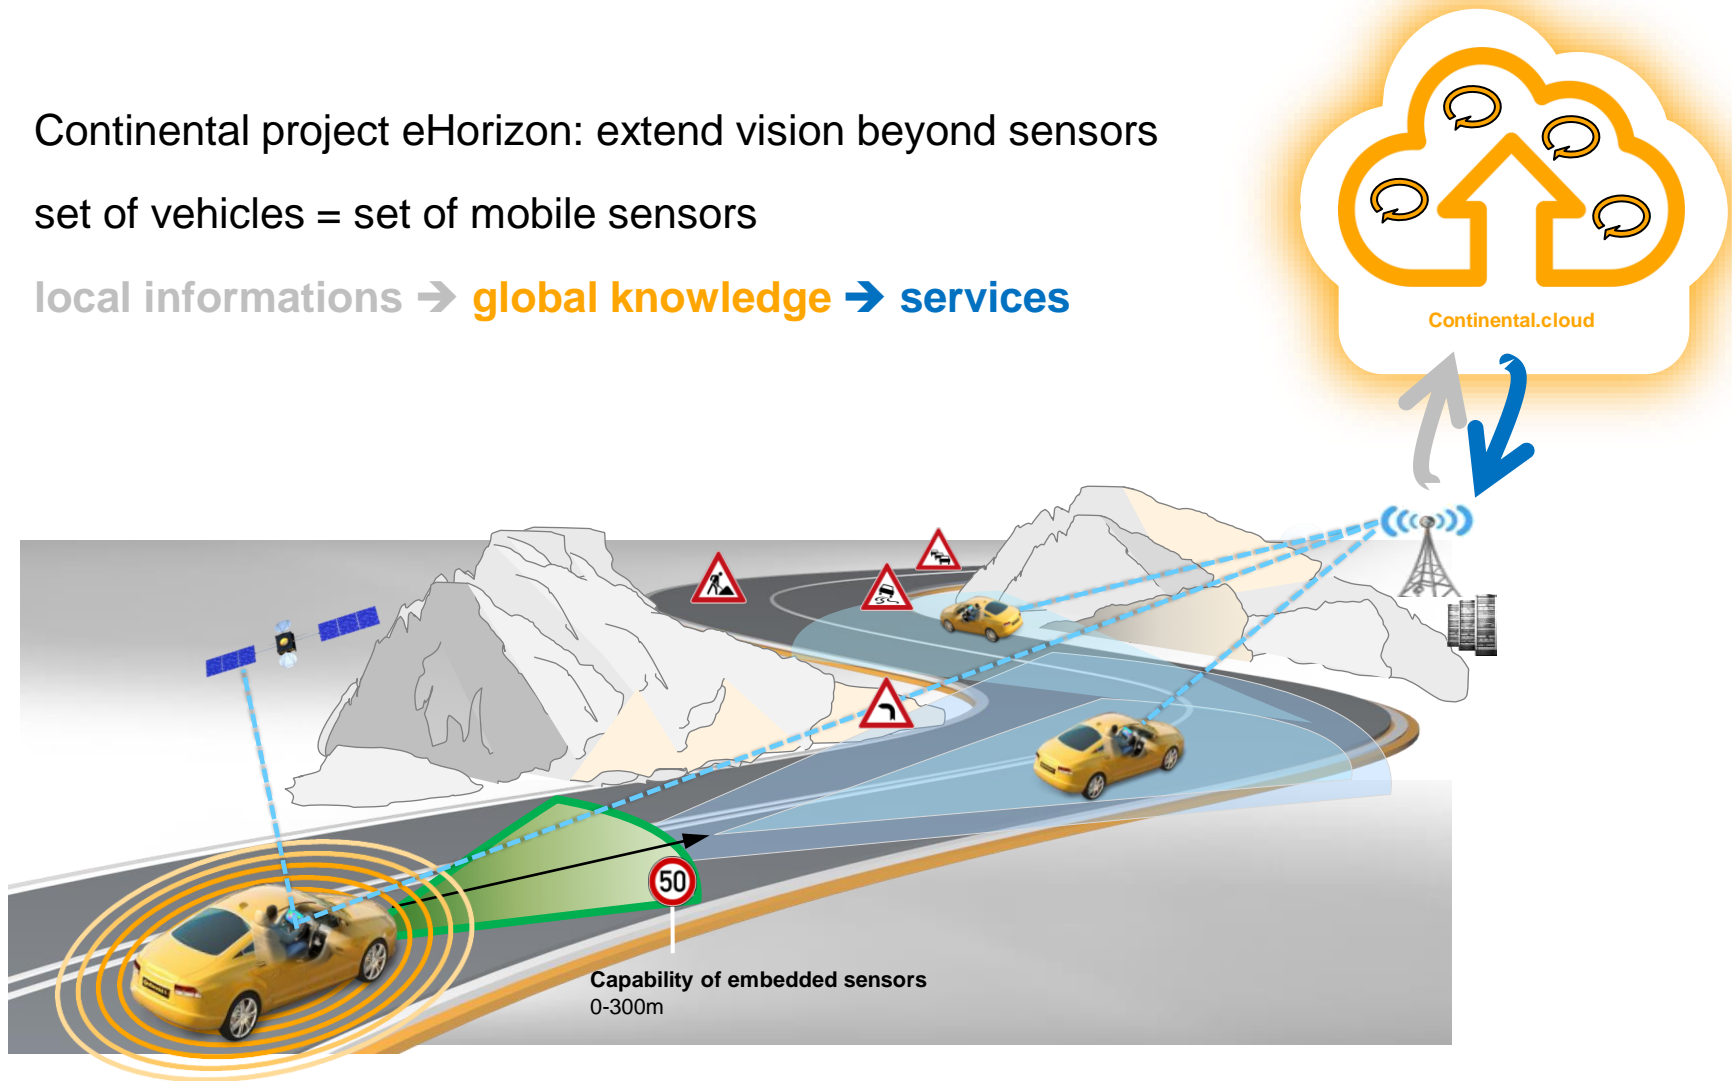 Continental project eHorizon: extend vision beyond sensors
set of vehicles = set of mobile sensors
local informations ➔ global knowledge ➔ services
Continental.cloud
50
Capability of embedded sensors
0-300m